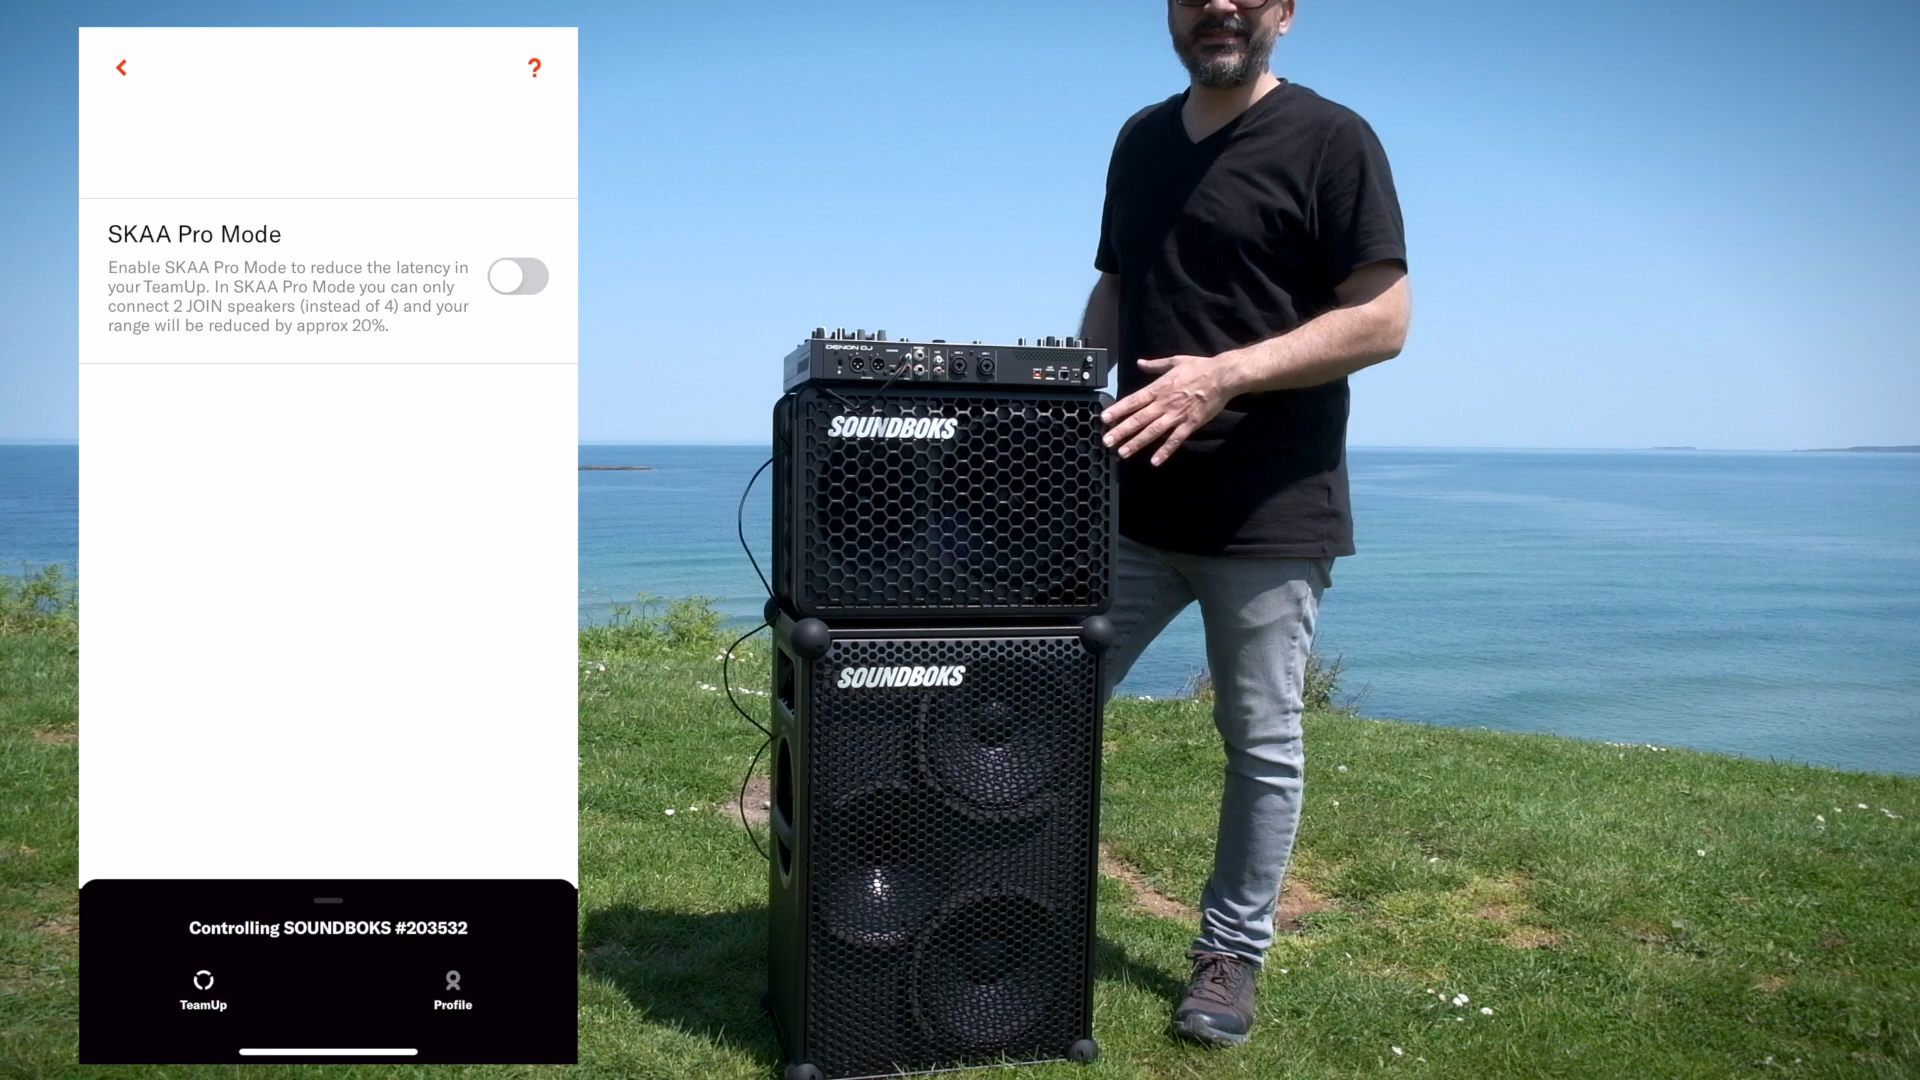 ?
SKAA Pro Mode
Enable SKAA Pro Mode to reduce the latency in
your TeamUp. In SKAA Pro Mode you can only
connect 2 JOIN speakers (instead of 4) and your
range will be reduced by approx 20%.
Controlling SOUNDBOKS #203532
TeamUp
Profile
DENON DJ
SOUNDBOKS
SOUNDBOKS